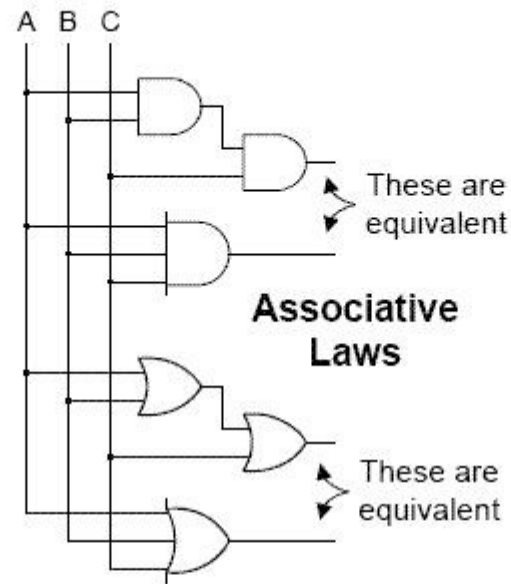 A B C
These are
equivalent
Associative
Laws
These are
equivalent